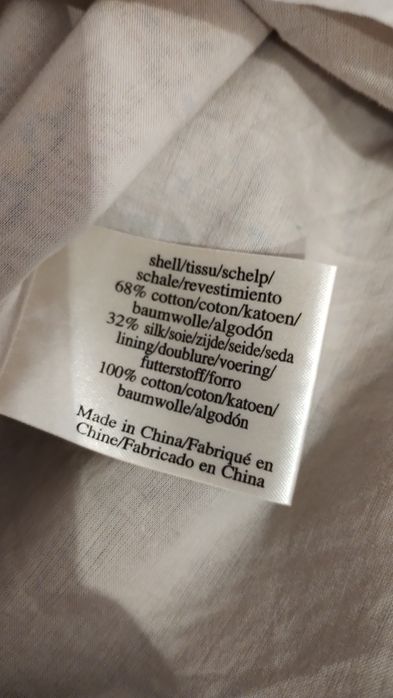 shell/tissu/schelp/
schale/revestimiento
68% cotton/coton/katoen/
baumwolle/algodón
32% silk/soie/zijde/seide/seda
lining/doublure/voering/
futterstoff/forro
100% cotton/coton/katoen/
baumwolle/algodón
Made in China/Fabriqué en
Chine/Fabricado en China